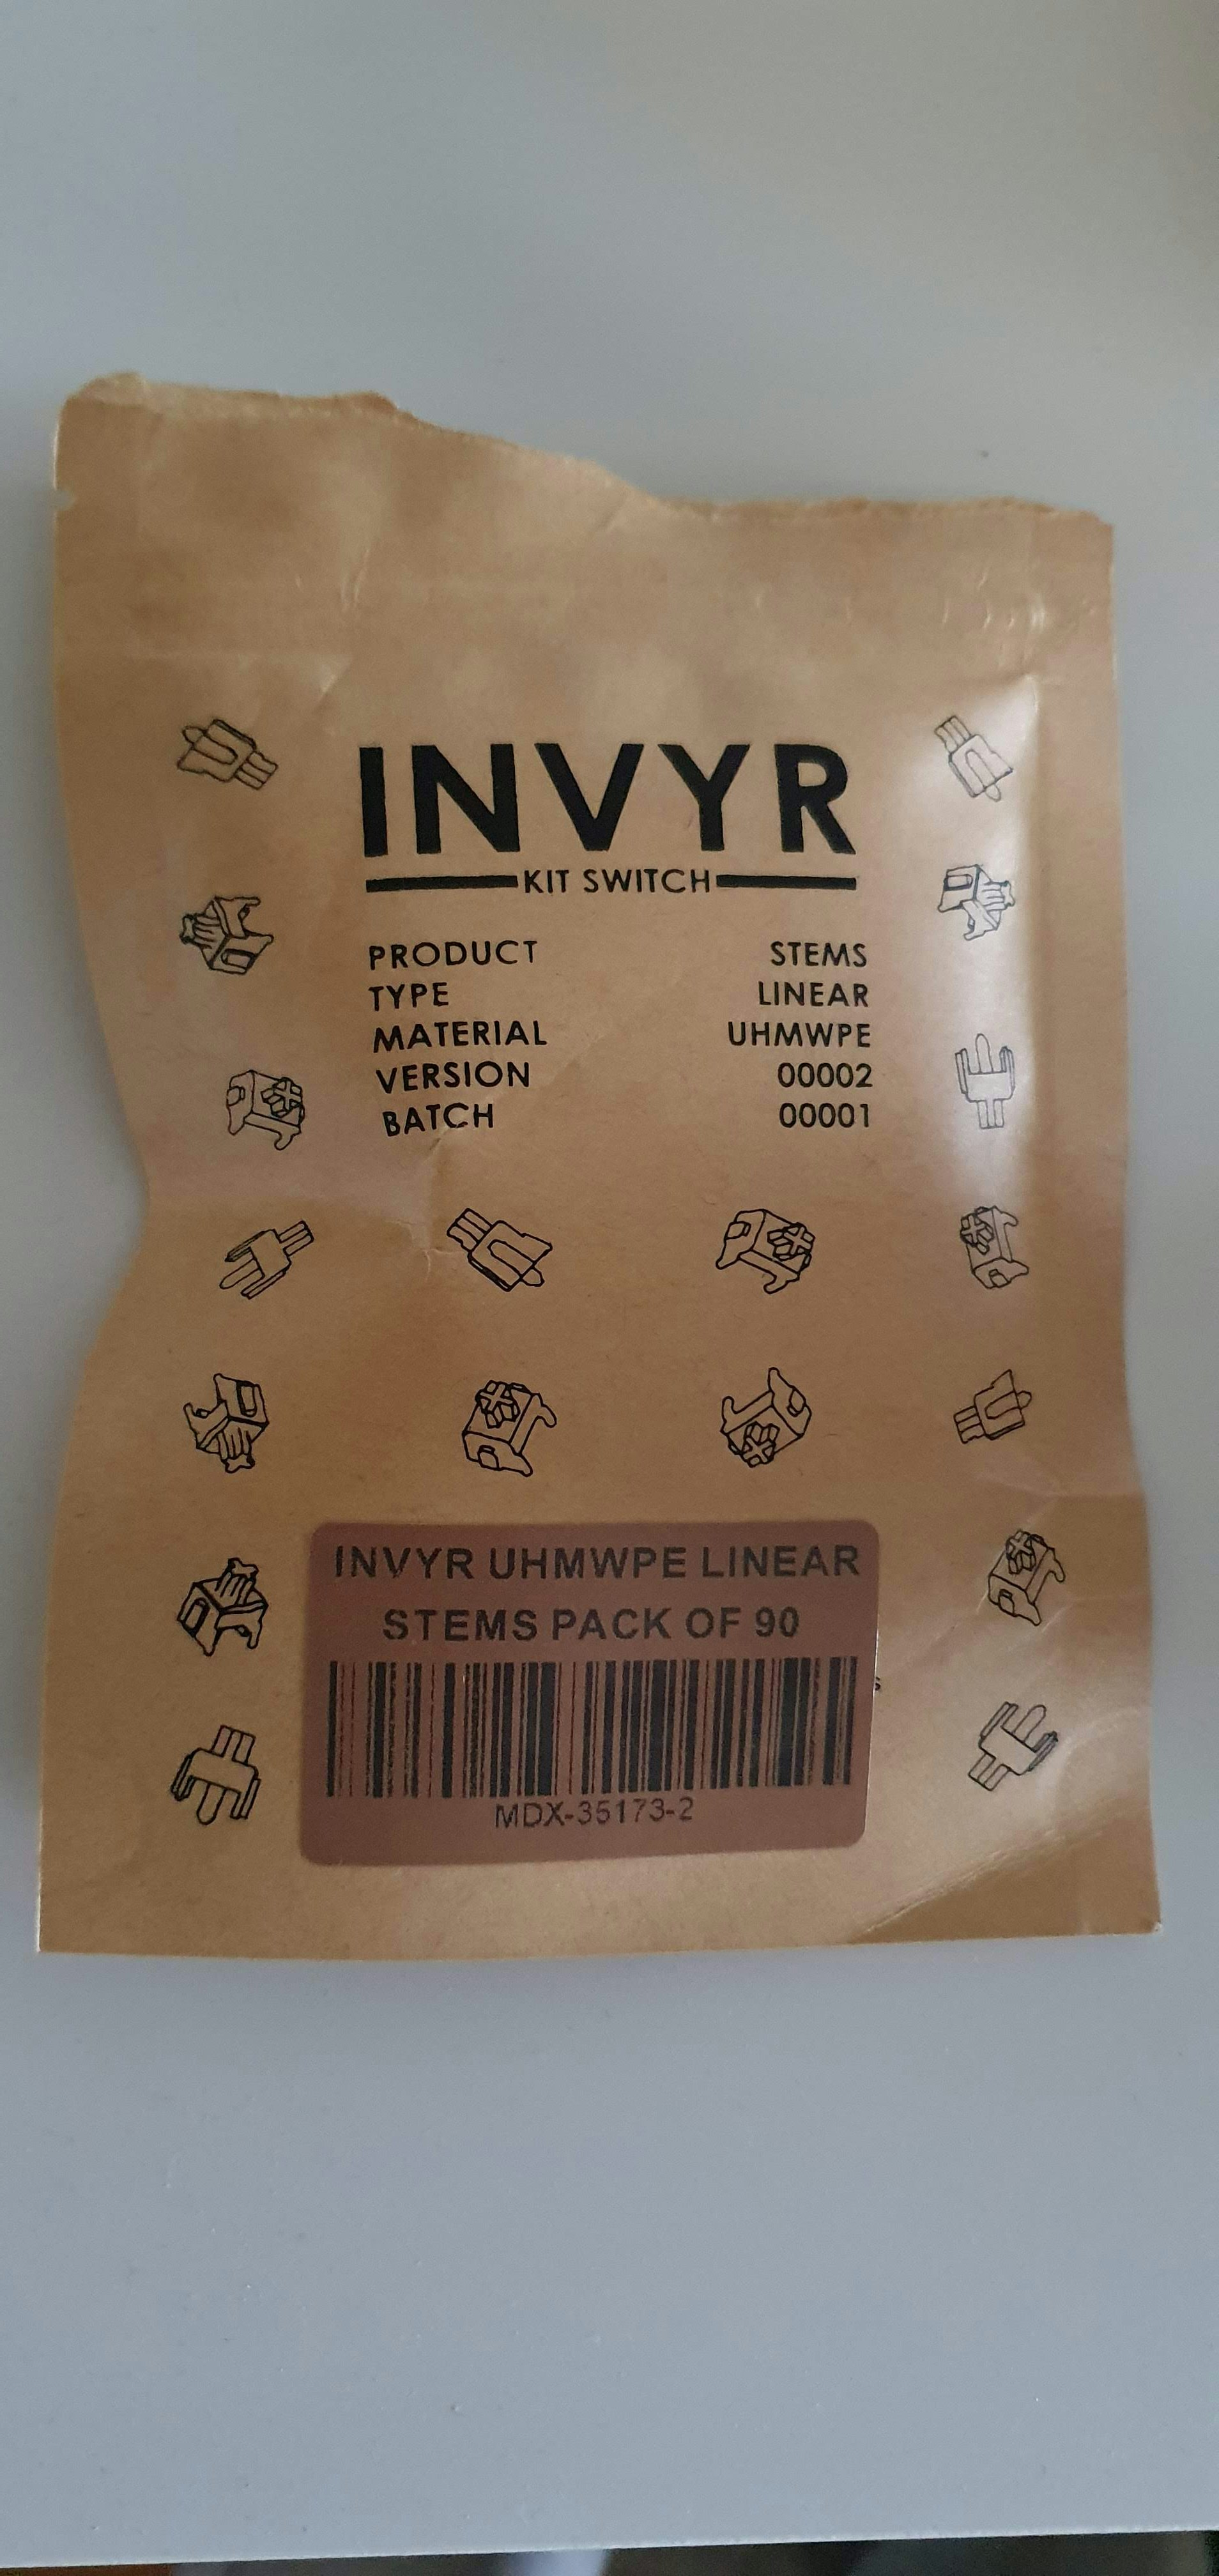 INVYR
KIT SWITCH
PRODUCT STEMS
TYPE LINEAR
MATERIAL UHMWPE
VERSION 00002
BATCH 00001
INVYR UHMWPE LINEAR
STEMS PACK OF 90
MDX-35173-2